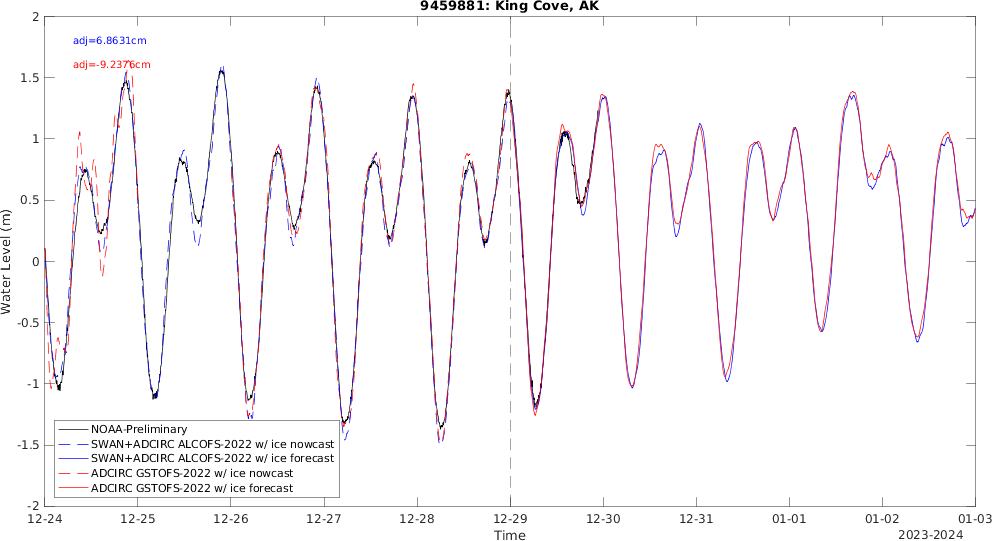 9459881: King Cove, AK
adj=6.8631cm
adj=-9.2376cm
Water Level (m)
2
1.5
1
0.5
0
-0.5
-1
-1.5
-2
NOAA-Preliminary
SWAN+ADCIRC ALCOFS-2022 w/ ice nowcast
SWAN+ADCIRC ALCOFS-2022 w/ ice forecast
ADCIRC GSTOFS-2022 w/ ice nowcast
ADCIRC GSTOFS-2022 w/ ice forecast
12-24 12-25 12-26 12-27 12-28 12-29 12-30 12-31 01-01 01-02 01-03
Time
2023-2024